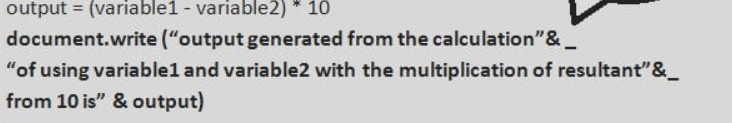 output = (variable1 - variable2) * 10
document.write (“output generated from the calculation”& _
“of using variable1 and variable2 with the multiplication of resultant”&_
from 10 is” & output)